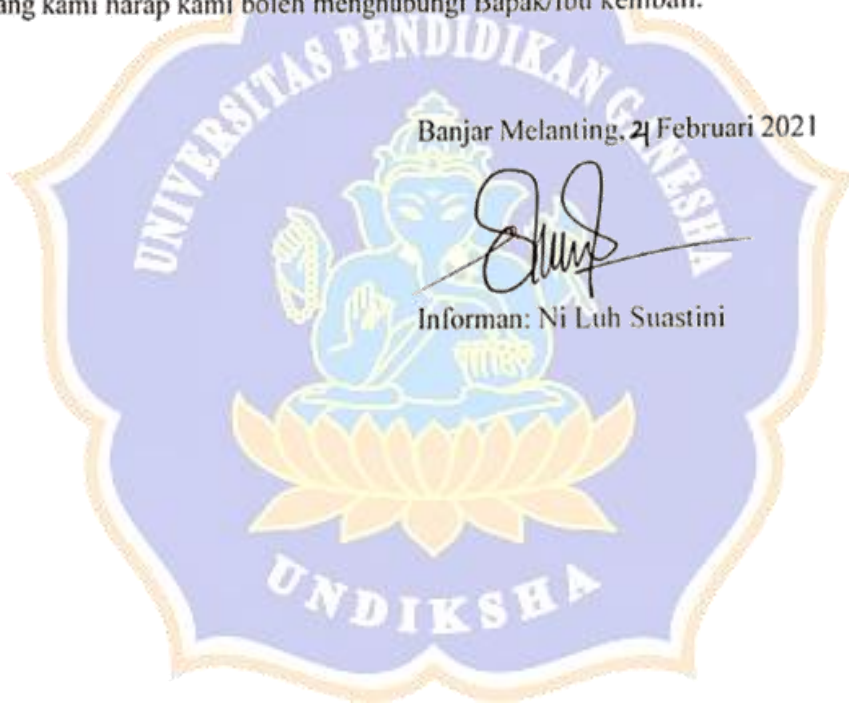 ang kami harap kami boleh menghubungi Bapak/Ibu kembali.
UNIVERSITAS PENDIDIKAN GANESHA
Banjar Melanting, 21 Februari 2021
Informan: Ni Luh Suastini
UNDIKSHA